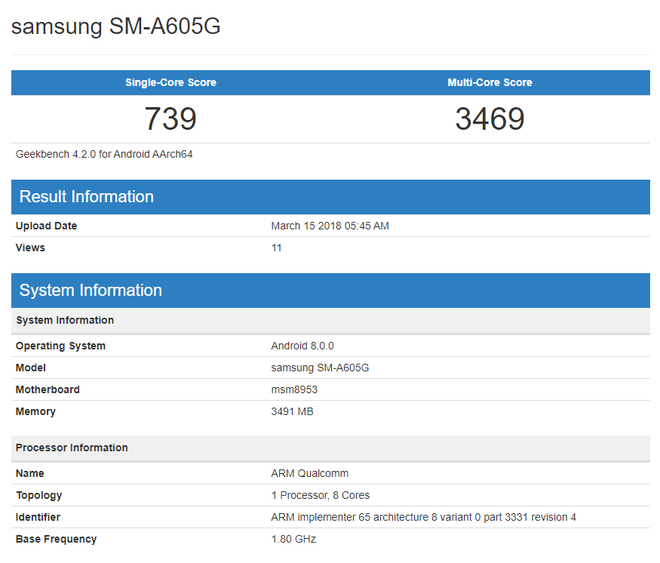 samsung SM-A605G
Single-Core Score Multi-Core Score
739 3469
Geekbench 4.2.0 for Android AArch64
Result Information
Upload Date March 15 2018 05:45 AM
Views 11
System Information
System Information
Operating System Android 8.0.0
Model samsung SM-A605G
Motherboard msm8953
Memory 3491 MB
Processor Information
Name ARM Qualcomm
Topology 1 Processor, 8 Cores
Identifier ARM implementer 65 architecture 8 variant 0 part 3331 revision 4
Base Frequency 1.80 GHz